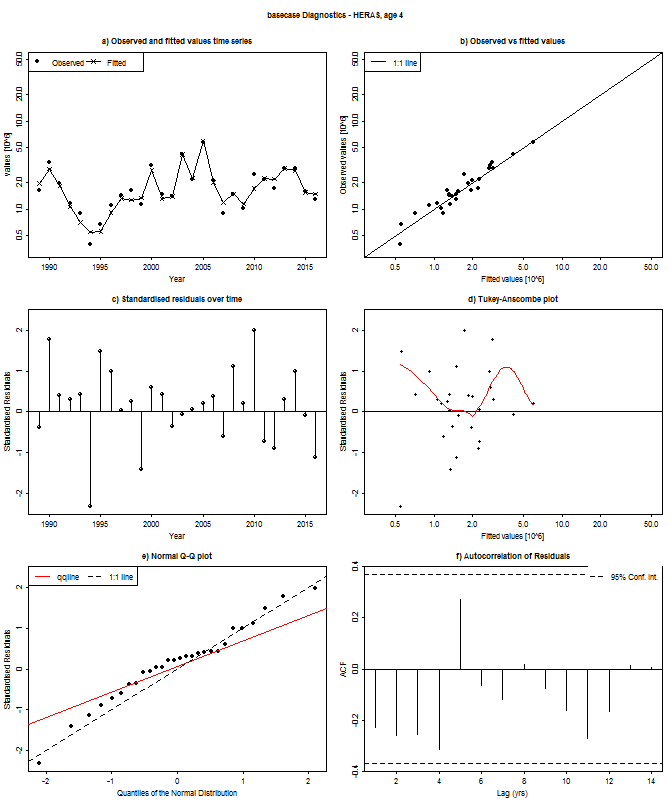 basecase Diagnostics - HERAS, age 4
a) Observed and fitted values time series
Observed Fitted
values [10^6]
0.5 1.0 2.0 5.0 10.0 20.0 50.0
1990 1995 2000 2005 2010 2015
Year
b) Observed vs fitted values
1:1 line
Observed values [10^6]
0.5 1.0 2.0 5.0 10.0 20.0 50.0
0.5 1.0 2.0 5.0 10.0 20.0 50.0
Fitted values [10^6]
c) Standardised residuals over time
Standardised Residuals
-2 -1 0 1 2
1990 1995 2000 2005 2010 2015
Year
d) Tukey-Anscombe plot
Standardised Residuals
-2 -1 0 1 2
0.5 1.0 2.0 5.0 10.0 20.0 50.0
Fitted values [10^6]
e) Normal Q-Q plot
qqline 1:1 line
Standardised Residuals
-2 -1 0 1 2
-2 -1 0 1 2
Quantiles of the Normal Distribution
f) Autocorrelation of Residuals
95% Conf. Int.
ACF
-0.4 -0.2 0.0 0.2 0.4
2 4 6 8 10 12 14
Lag (yrs)